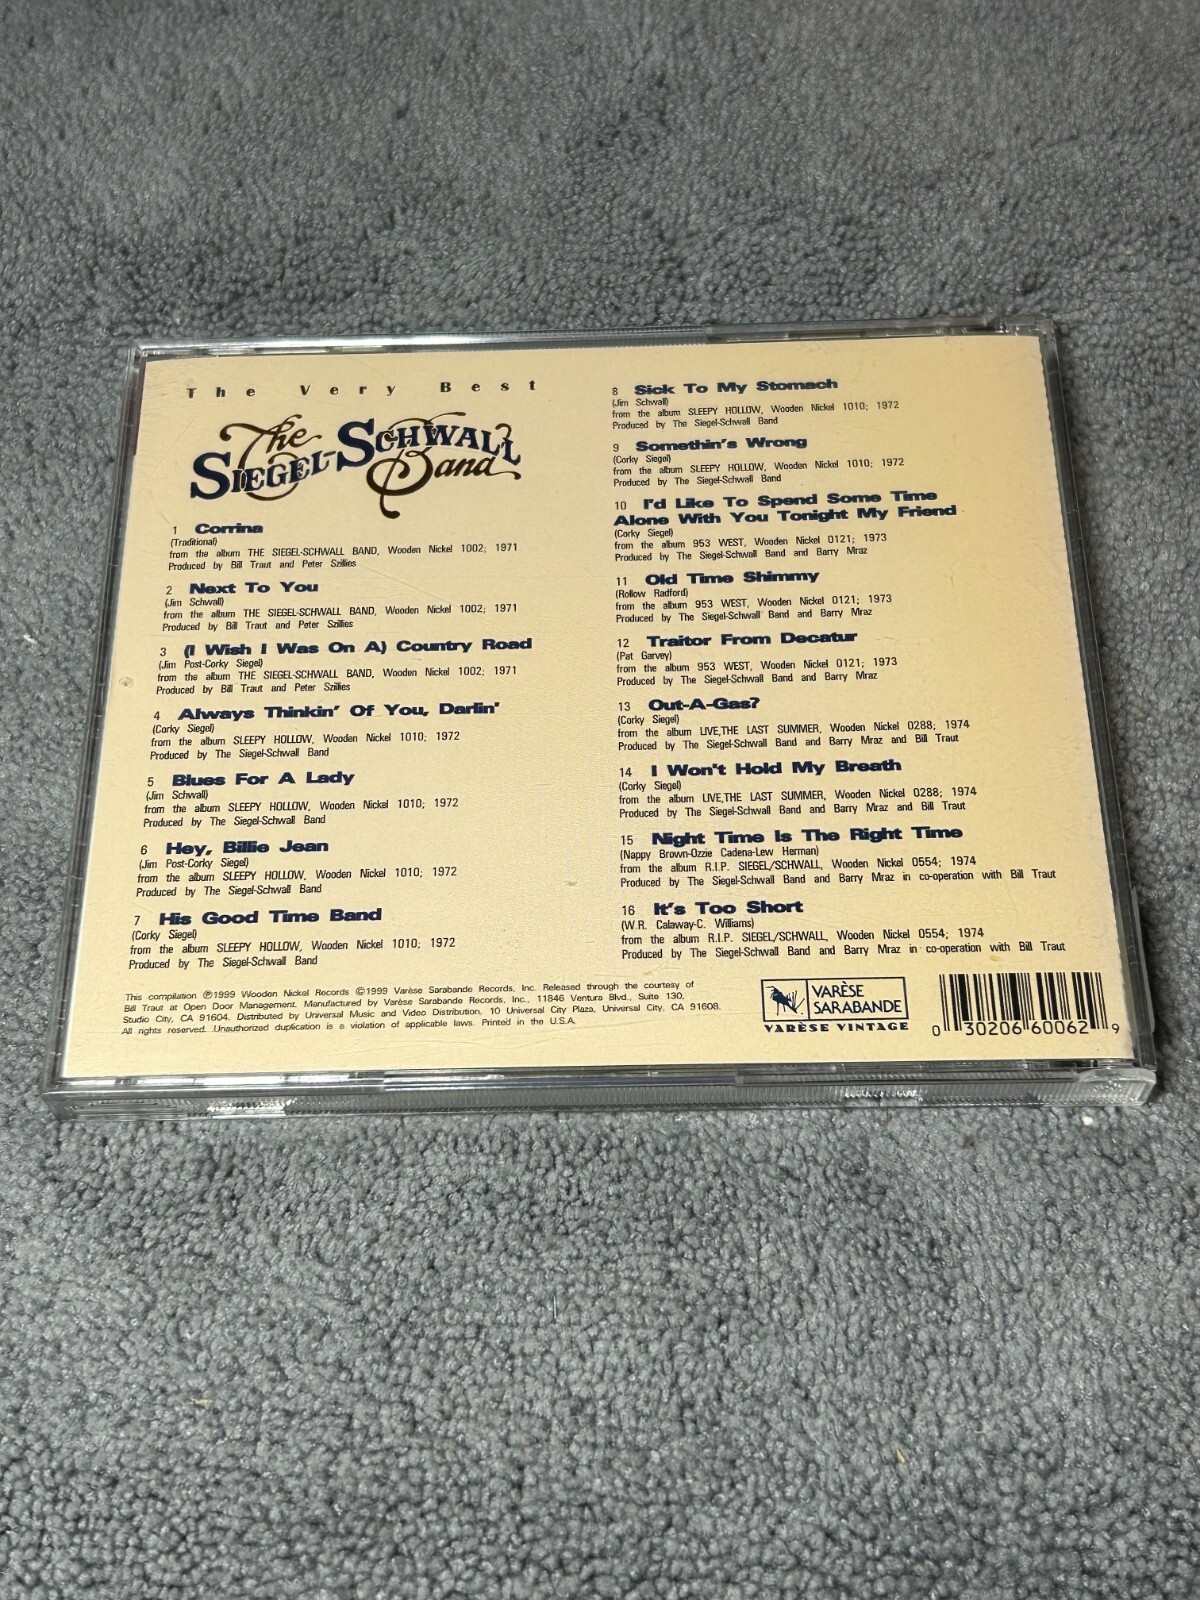 The Very Best
The
SIEGEL-SCHWALL
Band
1 Corrina
(Traditional)
from the album THE SIEGEL-SCHWALL BAND, Wooden Nickel 1002; 1971
Produced by Bill Traut and Peter Szillies
2 Next To You
(Jim Schwall)
from the album THE SIEGEL-SCHWALL BAND, Wooden Nickel 1002; 1971
Produced by Bill Traut and Peter Szillies
3 (I Wish I Was On A) Country Road
(Jim Post-Corky Siegel)
from the album THE SIEGEL-SCHWALL BAND, Wooden Nickel 1002; 1971
Produced by Bill Traut and Peter Szillies
4 Always Thinkin' Of You, Darlin'
(Corky Siegel)
from the album SLEEPY HOLLOW, Wooden Nickel 1010; 1972
Produced by The Siegel-Schwall Band
5 Blues For A Lady
(Jim Schwall)
from the album SLEEPY HOLLOW, Wooden Nickel 1010; 1972
Produced by The Siegel-Schwall Band
6 Hey, Billie Jean
(Jim Post-Corky Siegel)
from the album SLEEPY HOLLOW, Wooden Nickel 1010; 1972
Produced by The Siegel-Schwall Band
7 His Good Time Band
(Corky Siegel)
from the album SLEEPY HOLLOW, Wooden Nickel 1010; 1972
Produced by The Siegel-Schwall Band
8 Sick To My Stomach
(Jim Schwall)
from the album SLEEPY HOLLOW, Wooden Nickel 1010; 1972
Produced by The Siegel-Schwall Band
9 Somethin's Wrong
(Corky Siegel)
from the album SLEEPY HOLLOW, Wooden Nickel 1010; 1972
Produced by The Siegel-Schwall Band
10 I'd Like To Spend Some Time
Alone With You Tonight My Friend
(Corky Siegel)
from the album 953 WEST, Wooden Nickel 0121; 1973
Produced by The Siegel-Schwall Band and Barry Mraz
11 Old Time Shimmy
(Rollow Radford)
from the album 953 WEST, Wooden Nickel 0121; 1973
Produced by The Siegel-Schwall Band and Barry Mraz
12 Traitor From Decatur
(Pat Garvey)
from the album 953 WEST, Wooden Nickel 0121; 1973
Produced by The Siegel-Schwall Band and Barry Mraz
13 Out-A-Gas?
(Corky Siegel)
from the album LIVE,THE LAST SUMMER, Wooden Nickel 0288; 1974
Produced by The Siegel-Schwall Band and Barry Mraz and Bill Traut
14 I Won't Hold My Breath
(Corky Siegel)
from the album LIVE,THE LAST SUMMER, Wooden Nickel 0288; 1974
Produced by The Siegel-Schwall Band and Barry Mraz and Bill Traut
15 Night Time Is The Right Time
(Nappy Brown-Ozzie Cadena-Lew Herman)
from the album R.I.P. SIEGEL/SCHWALL, Wooden Nickel 0554; 1974
Produced by The Siegel-Schwall Band and Barry Mraz in co-operation with Bill Traut
16 It's Too Short
(W.R. Calaway-C. Williams)
from the album R.I.P. SIEGEL/SCHWALL, Wooden Nickel 0554; 1974
Produced by The Siegel-Schwall Band and Barry Mraz in co-operation with Bill Traut
This compilation ℗1999 Wooden Nickel Records ©1999 Varèse Sarabande Records, Inc. Released through the courtesy of
Bill Traut at Open Door Management. Manufactured by Varèse Sarabande Records, Inc., 11846 Ventura Blvd., Suite 130,
Studio City, CA 91604. Distributed by Universal Music and Video Distribution, 10 Universal City Plaza, Universal City, CA 91608.
All rights reserved. Unauthorized duplication is a violation of applicable laws. Printed in the U.S.A.
VARÈSE
SARABANDE
VARÈSE VINTAGE
0 30206 60062 9